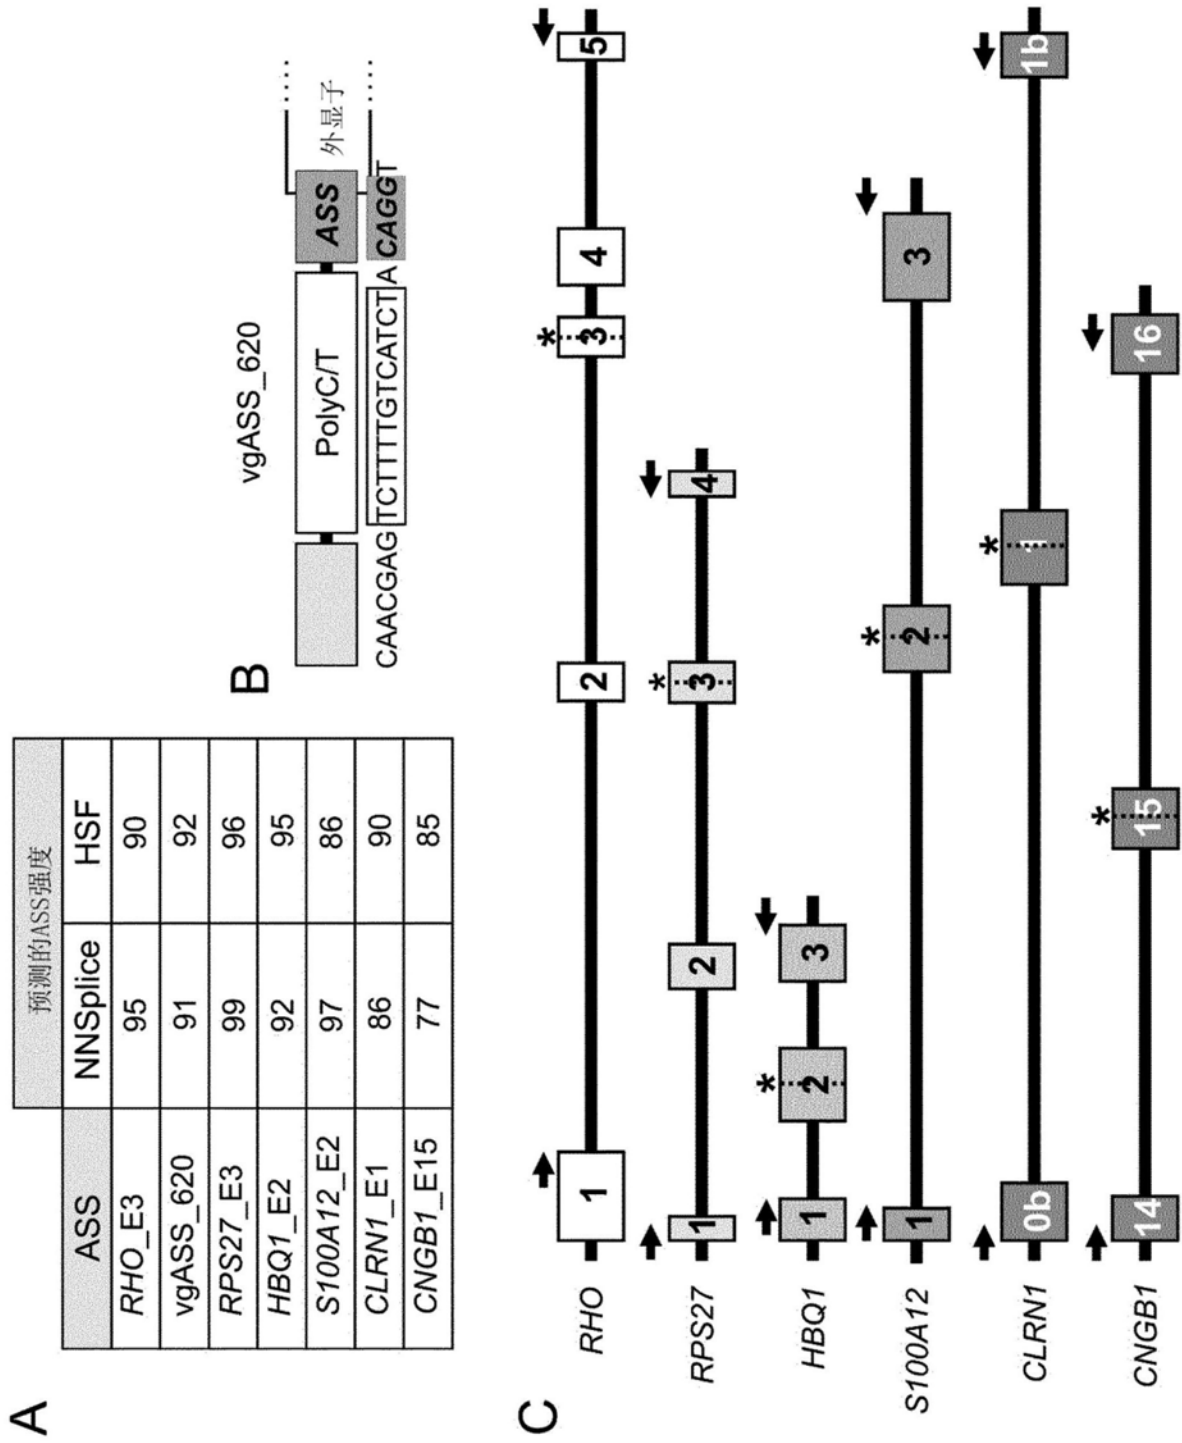 A
预测的ASS强度
ASS NNSplice HSF
RHO_E3 95 90
vgASS_620 91 92
RPS27_E3 99 96
HBQ1_E2 92 95
S100A12_E2 97 86
CLRN1_E1 86 90
CNGB1_E15 77 85
B
vgASS_620
PolyC/T ASS 外显子
CAACGAG TCTTTTGTCATCT A CAGGT
C
RHO 1 2 * 3 4 5
RPS27 1 2 * 3 4
HBQ1 1 * 2 3
S100A12 1 * 2 3
CLRN1 0b * 1 1b
CNGB1 14 * 15 16